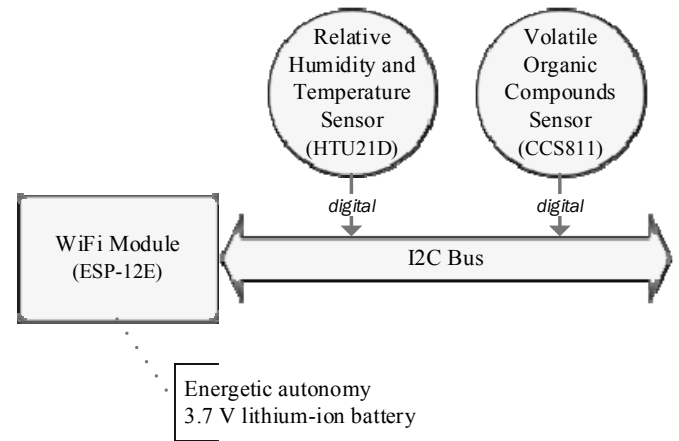 Relative
Humidity and
Temperature
Sensor
(HTU21D)
Volatile
Organic
Compounds
Sensor
(CCS811)
digital
digital
WiFi Module
(ESP-12E)
I2C Bus
Energetic autonomy
3.7 V lithium-ion battery